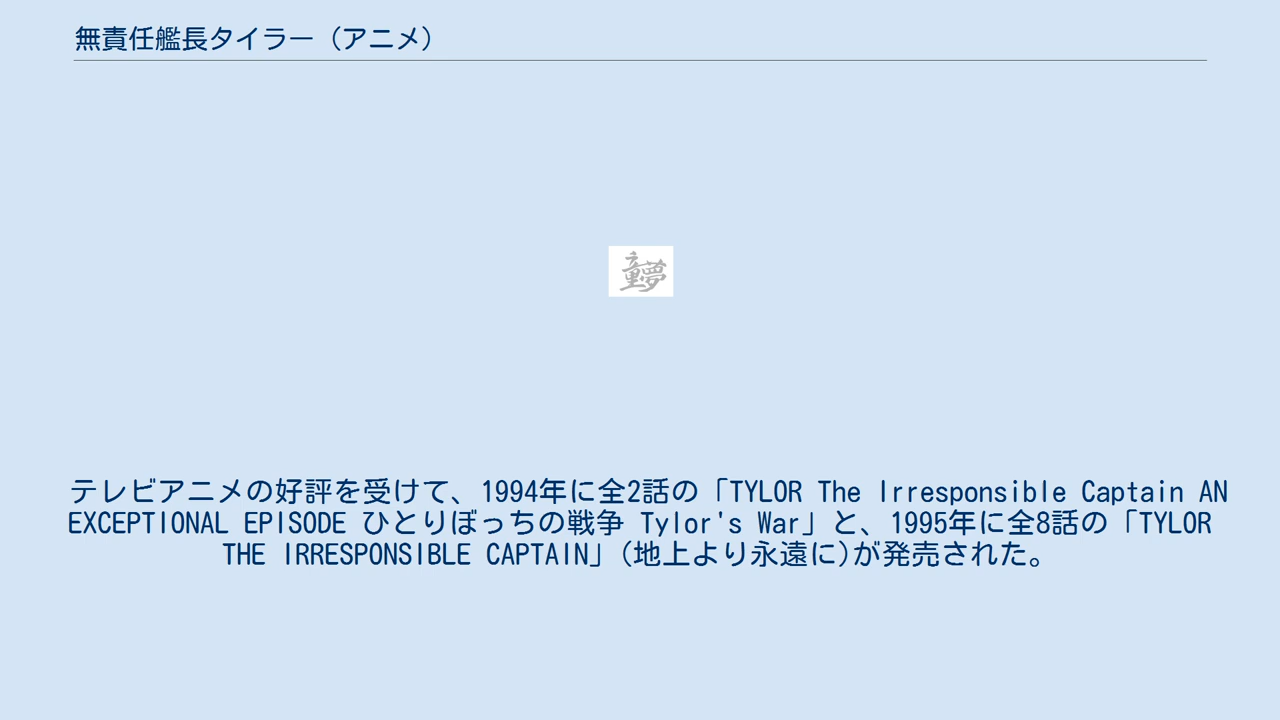 無責任艦長タイラー（アニメ）
童夢
テレビアニメの好評を受けて、1994年に全2話の「TYLOR The Irresponsible Captain AN
EXCEPTIONAL EPISODE ひとりぼっちの戦争 Tylor's War」と、1995年に全8話の「TYLOR
THE IRRESPONSIBLE CAPTAIN」(地上より永遠に)が発売された。